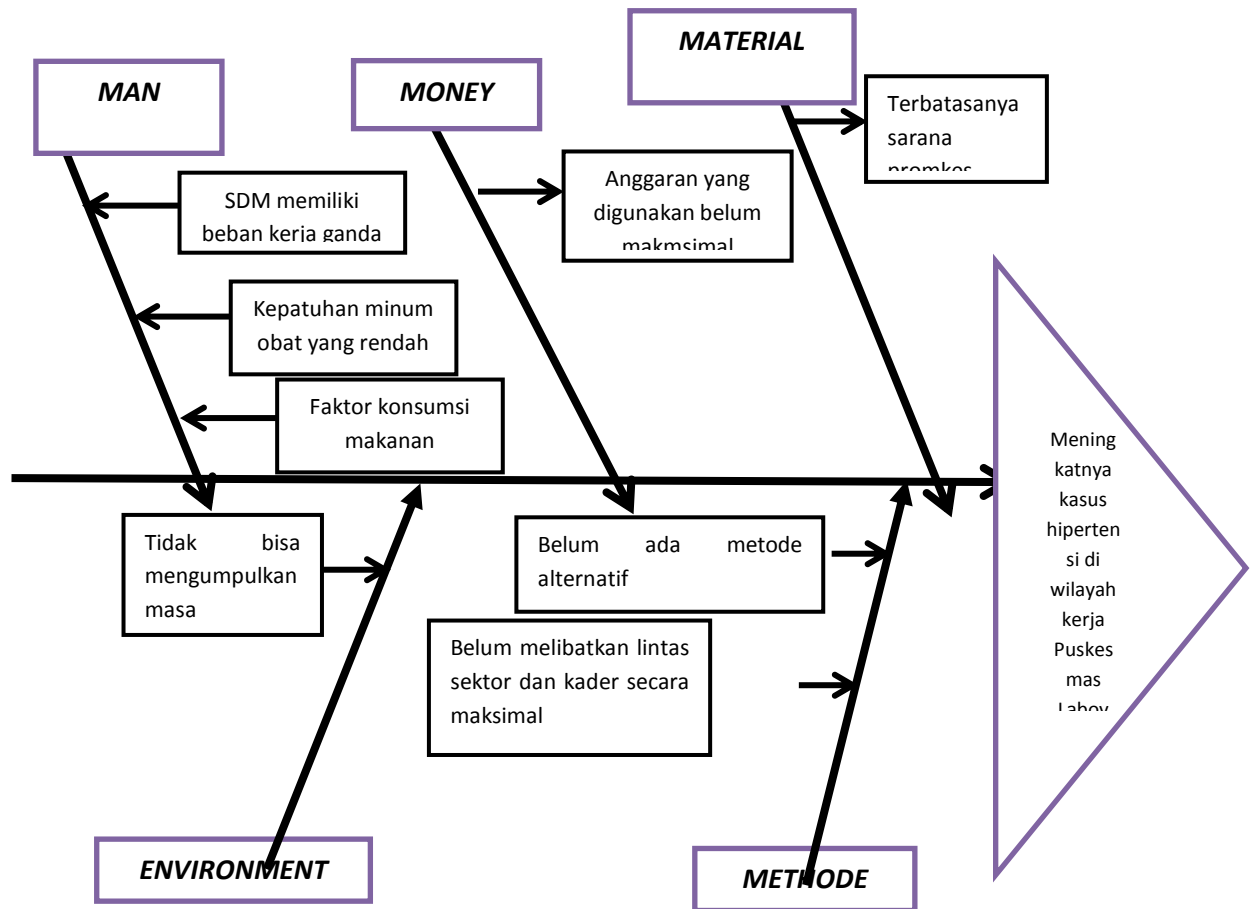 MATERIAL
MAN
MONEY
Terbatasanya
sarana
promkes
SDM memiliki
beban kerja ganda
Anggaran yang
digunakan belum
makmsimal
Kepatuhan minum
obat yang rendah
Faktor konsumsi
makanan
Tidak bisa
mengumpulkan
masa
Belum ada metode
alternatif
Belum melibatkan lintas
sektor dan kader secara
maksimal
Mening
katnya
kasus
hiperten
si di
wilayah
kerja
Puskes
mas
ENVIRONMENT
METHODE